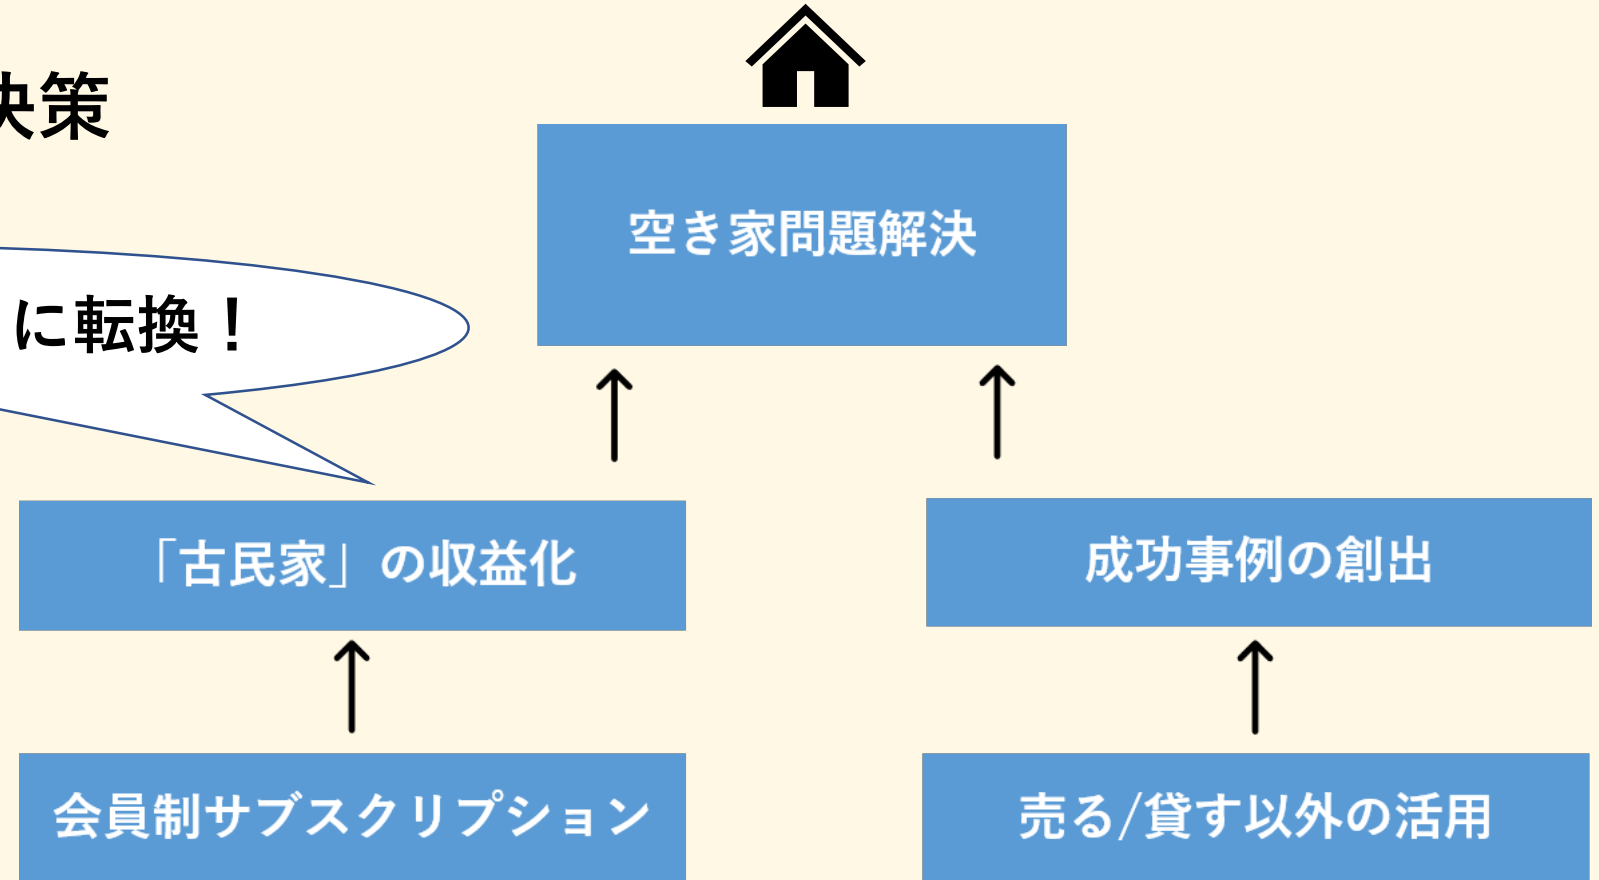 決策
空き家問題解決
に転換！
「古民家」の収益化
成功事例の創出
会員制サブスクリプション
売る/貸す以外の活用